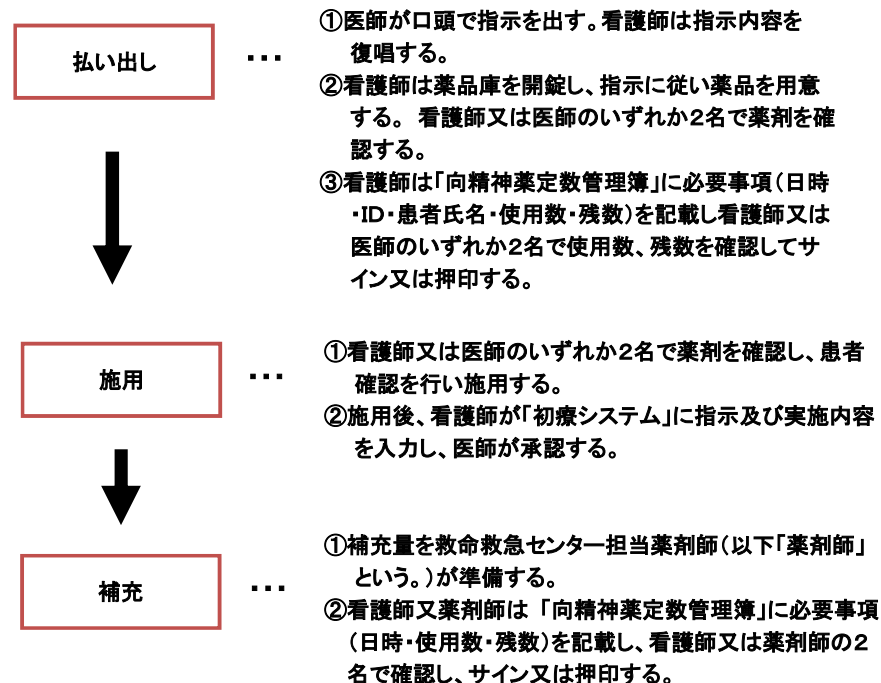 払い出し
･･･
①医師が口頭で指示を出す。看護師は指示内容を
復唱する。
②看護師は薬品庫を開錠し、指示に従い薬品を用意
する。 看護師又は医師のいずれか２名で薬剤を確
認する。
③看護師は「向精神薬定数管理簿」に必要事項（日時
・ID・患者氏名・使用数・残数）を記載し看護師又は
医師のいずれか２名で使用数、残数を確認してサ
イン又は押印する。
施用
･･･
①看護師又は医師のいずれか２名で薬剤を確認し、患者
確認を行い施用する。
②施用後、看護師が「初療システム」に指示及び実施内容
を入力し、医師が承認する。
補充
･･･
①補充量を救命救急センター担当薬剤師（以下「薬剤師」
という。）が準備する。
②看護師又薬剤師は 「向精神薬定数管理簿」に必要事項
（日時・使用数・残数）を記載し、看護師又は薬剤師の２
名で確認し、サイン又は押印する。